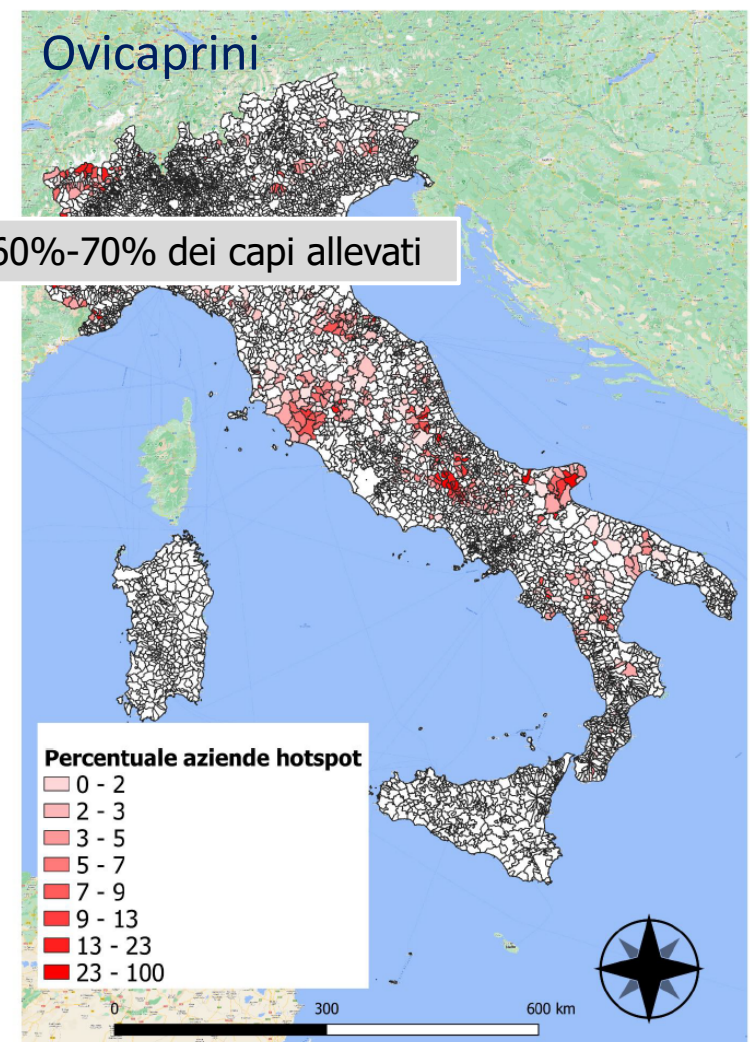 Ovicaprini
60%-70% dei capi allevati
Percentuale aziende hotspot
0 - 2
2 - 3
3 - 5
5 - 7
7 - 9
9 - 13
13 - 23
23 - 100
0 300 600 km